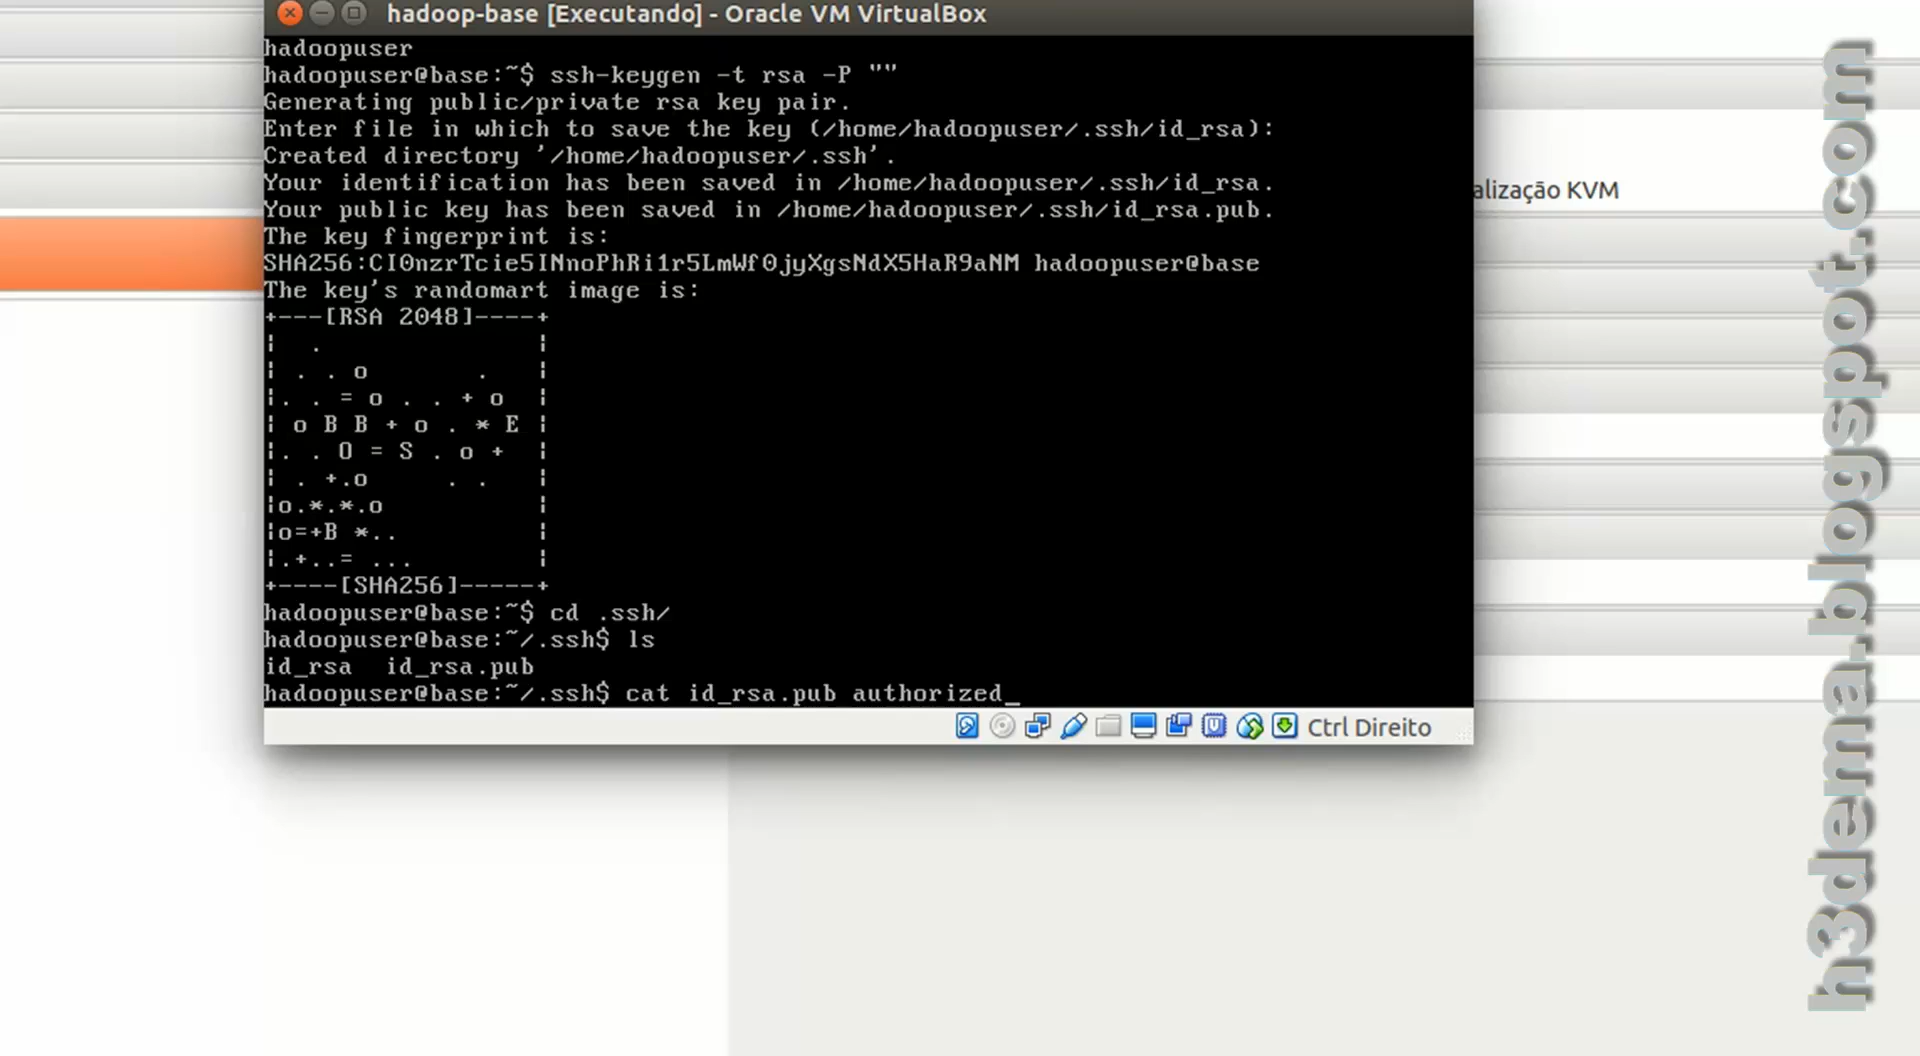 hadoop-base [Executando] - Oracle VM VirtualBox
hadoopuser
hadoopuser@base:~$ ssh-keygen -t rsa -P ""
Generating public/private rsa key pair.
Enter file in which to save the key (/home/hadoopuser/.ssh/id_rsa):
Created directory '/home/hadoopuser/.ssh'.
Your identification has been saved in /home/hadoopuser/.ssh/id_rsa.
Your public key has been saved in /home/hadoopuser/.ssh/id_rsa.pub.
The key fingerprint is:
SHA256:CI0nzrTcie5INnoPhRi1r5LmWf0jyXgsNdX5HaR9aNM hadoopuser@base
The key's randomart image is:
+---[RSA 2048]----+
|  .              |
| . . o       .   |
|. . = o . . + o  |
| o B B + o . * E |
|. . O = S . o +  |
| . +.o     . .   |
|o.*.*.o          |
|o=+B *..         |
|.+..= ...        |
+----[SHA256]-----+
hadoopuser@base:~$ cd .ssh/
hadoopuser@base:~/.ssh$ ls
id_rsa  id_rsa.pub
hadoopuser@base:~/.ssh$ cat id_rsa.pub authorized_
Ctrl Direito
alização KVM
h3dema.blogspot.com